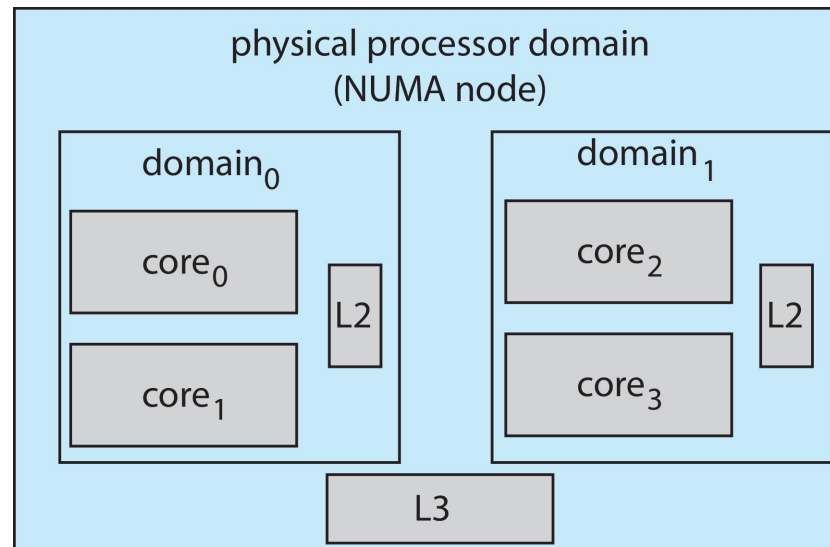 physical processor domain
(NUMA node)
domain₀
core₀
L2
core₁
domain₁
core₂
L2
core₃
L3